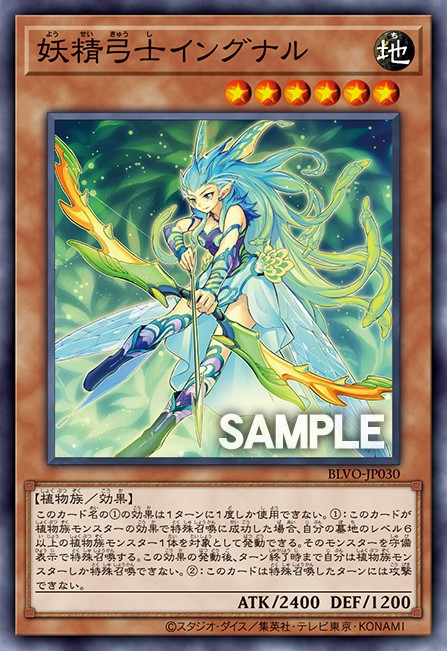 妖精弓士イングナル
地
SAMPLE
BLVO-JP030
【植物族/効果】
このカード名の①の効果は1ターンに1度しか使用できない。①:このカードが
植物族モンスターの効果で特殊召喚に成功した場合、自分の墓地のレベル6
以上の植物族モンスター1体を対象として発動できる。そのモンスターを守備
表示で特殊召喚する。この効果の発動後、ターン終了時まで自分は植物族モン
スターしか特殊召喚できない。②:このカードは特殊召喚したターンには攻撃
できない。
ATK/2400 DEF/1200
©スタジオ・ダイス/集英社・テレビ東京・KONAMI